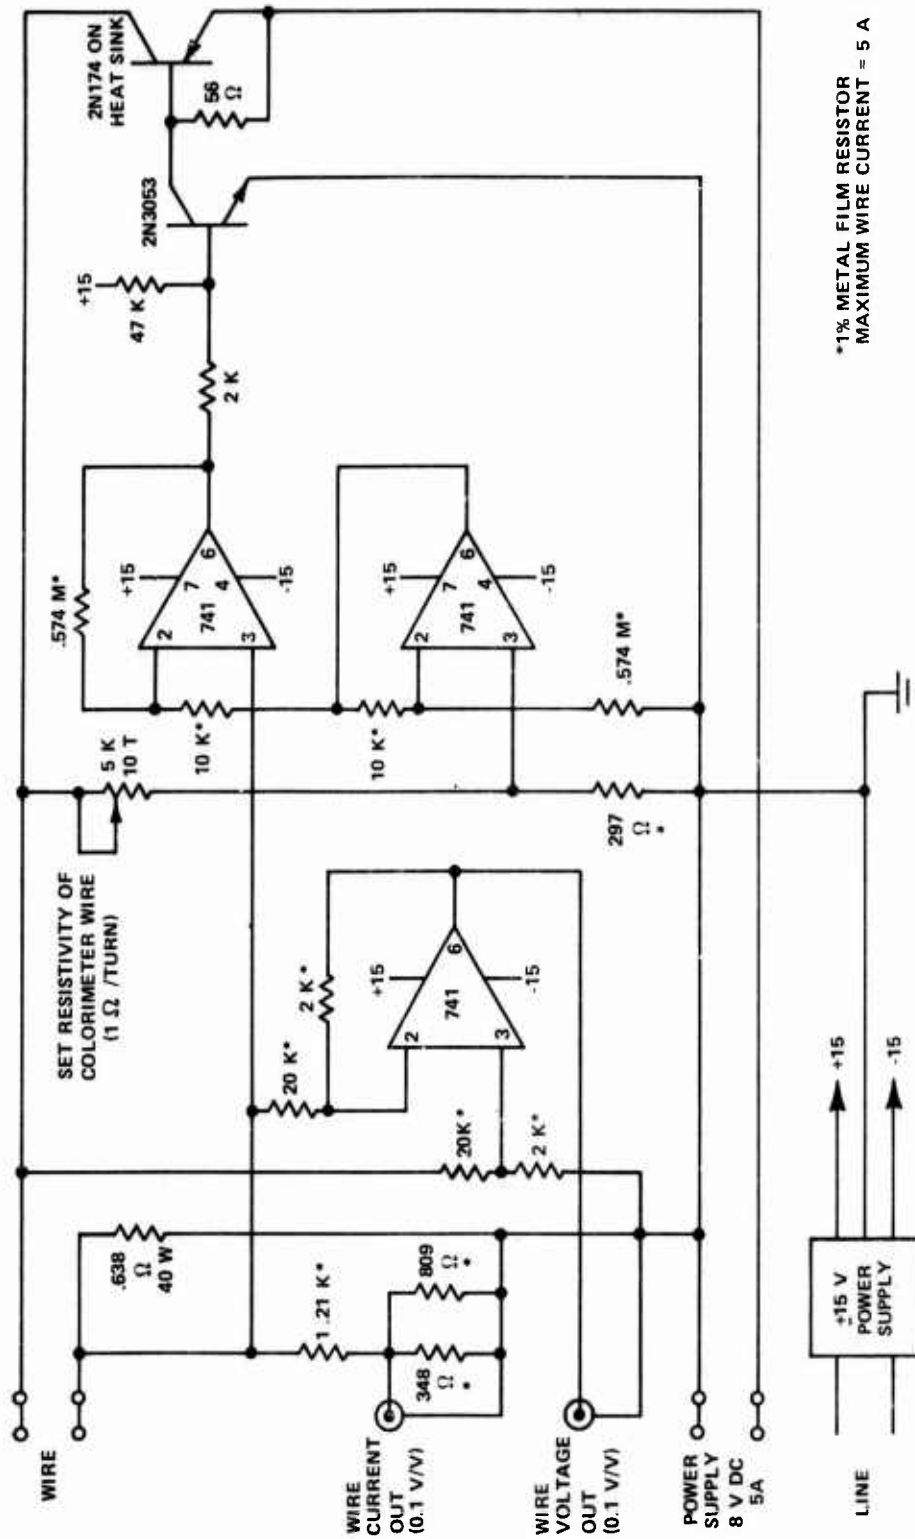 WIRE
WIRE
CURRENT
OUT
(0.1 V/V)
WIRE
VOLTAGE
OUT
(0.1 V/V)
POWER
SUPPLY
8 V DC
5A
LINE
.638
Ω
40 W
1.21 K*
348
Ω
*
809
Ω
*
±15 V
POWER
SUPPLY
+15
-15
SET RESISTIVITY OF
COLORIMETER WIRE
(1 Ω /TURN)
20 K*
2 K*
20K*
2 K*
2
3
741
6
+15
-15
5 K
10 T
297
Ω
*
10 K*
10 K*
.574 M*
.574 M*
2
3
741
7
4
6
+15
-15
2
3
741
7
4
6
+15
-15
2 K
47 K
+15
2N3053
56
Ω
2N174 ON
HEAT SINK
*1% METAL FILM RESISTOR
MAXIMUM WIRE CURRENT = 5 A